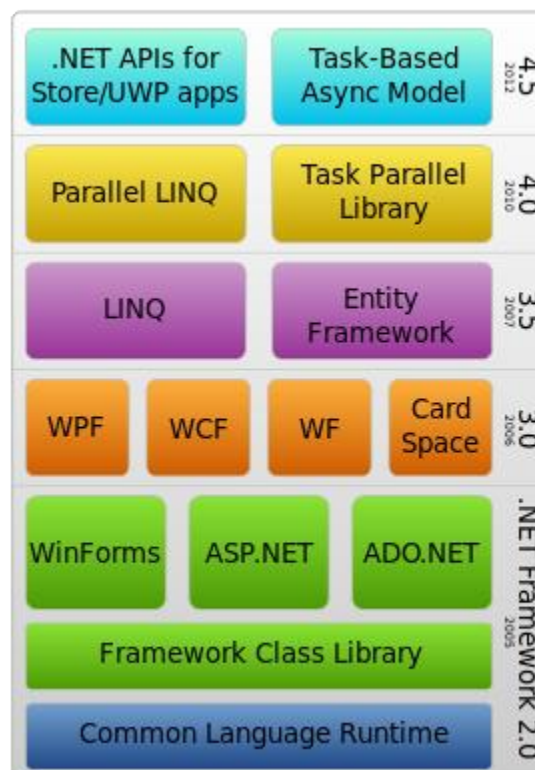 .NET APIs for
Store/UWP apps
Task-Based
Async Model
4.5
2012
Parallel LINQ
Task Parallel
Library
4.0
2010
LINQ
Entity
Framework
3.5
2007
WPF
WCF
WF
Card
Space
3.0
2006
WinForms
ASP.NET
ADO.NET
Framework Class Library
Common Language Runtime
.NET Framework 2.0
2005